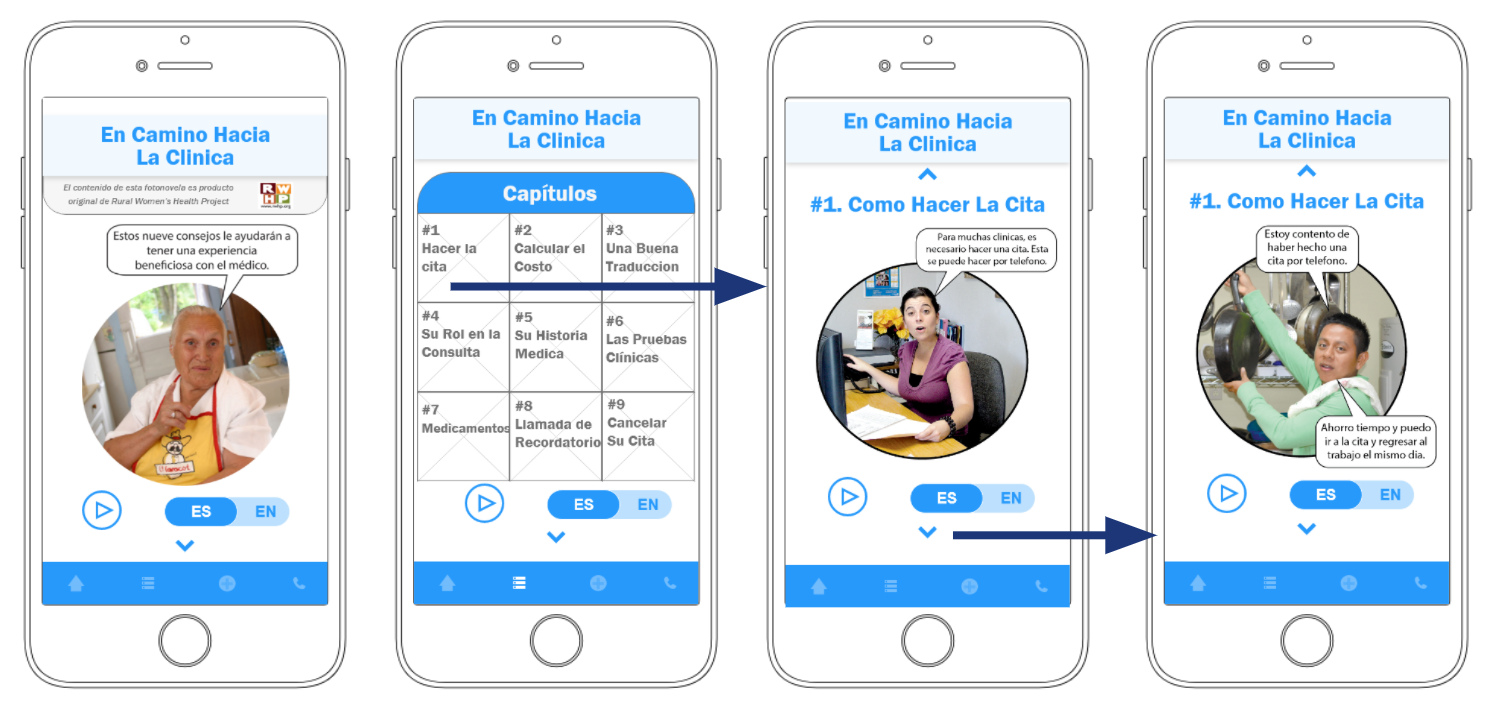 En Camino Hacia
La Clinica
El contenido de esta fotonovela es producto
original de Rural Women's Health Project
RW
HP
www.rwhp.org
Estos nueve consejos le ayudarán a
tener una experiencia
beneficiosa con el médico.
ES
EN
En Camino Hacia
La Clinica
Capítulos
#1
Hacer la
cita
#2
Calcular el
Costo
#3
Una Buena
Traduccion
#4
Su Rol en la
Consulta
#5
Su Historia
Medica
#6
Las Pruebas
Clínicas
#7
Medicamentos
#8
Llamada de
Recordatorio
#9
Cancelar
Su Cita
ES
EN
En Camino Hacia
La Clinica
#1. Como Hacer La Cita
Para muchas clinicas, es
necesario hacer una cita. Esta
se puede hacer por telefono.
ES
EN
En Camino Hacia
La Clinica
#1. Como Hacer La Cita
Estoy contento de
haber hecho una
cita por telefono.
Ahorro tiempo y puedo
ir a la cita y regresar al
trabajo el mismo dia.
ES
EN